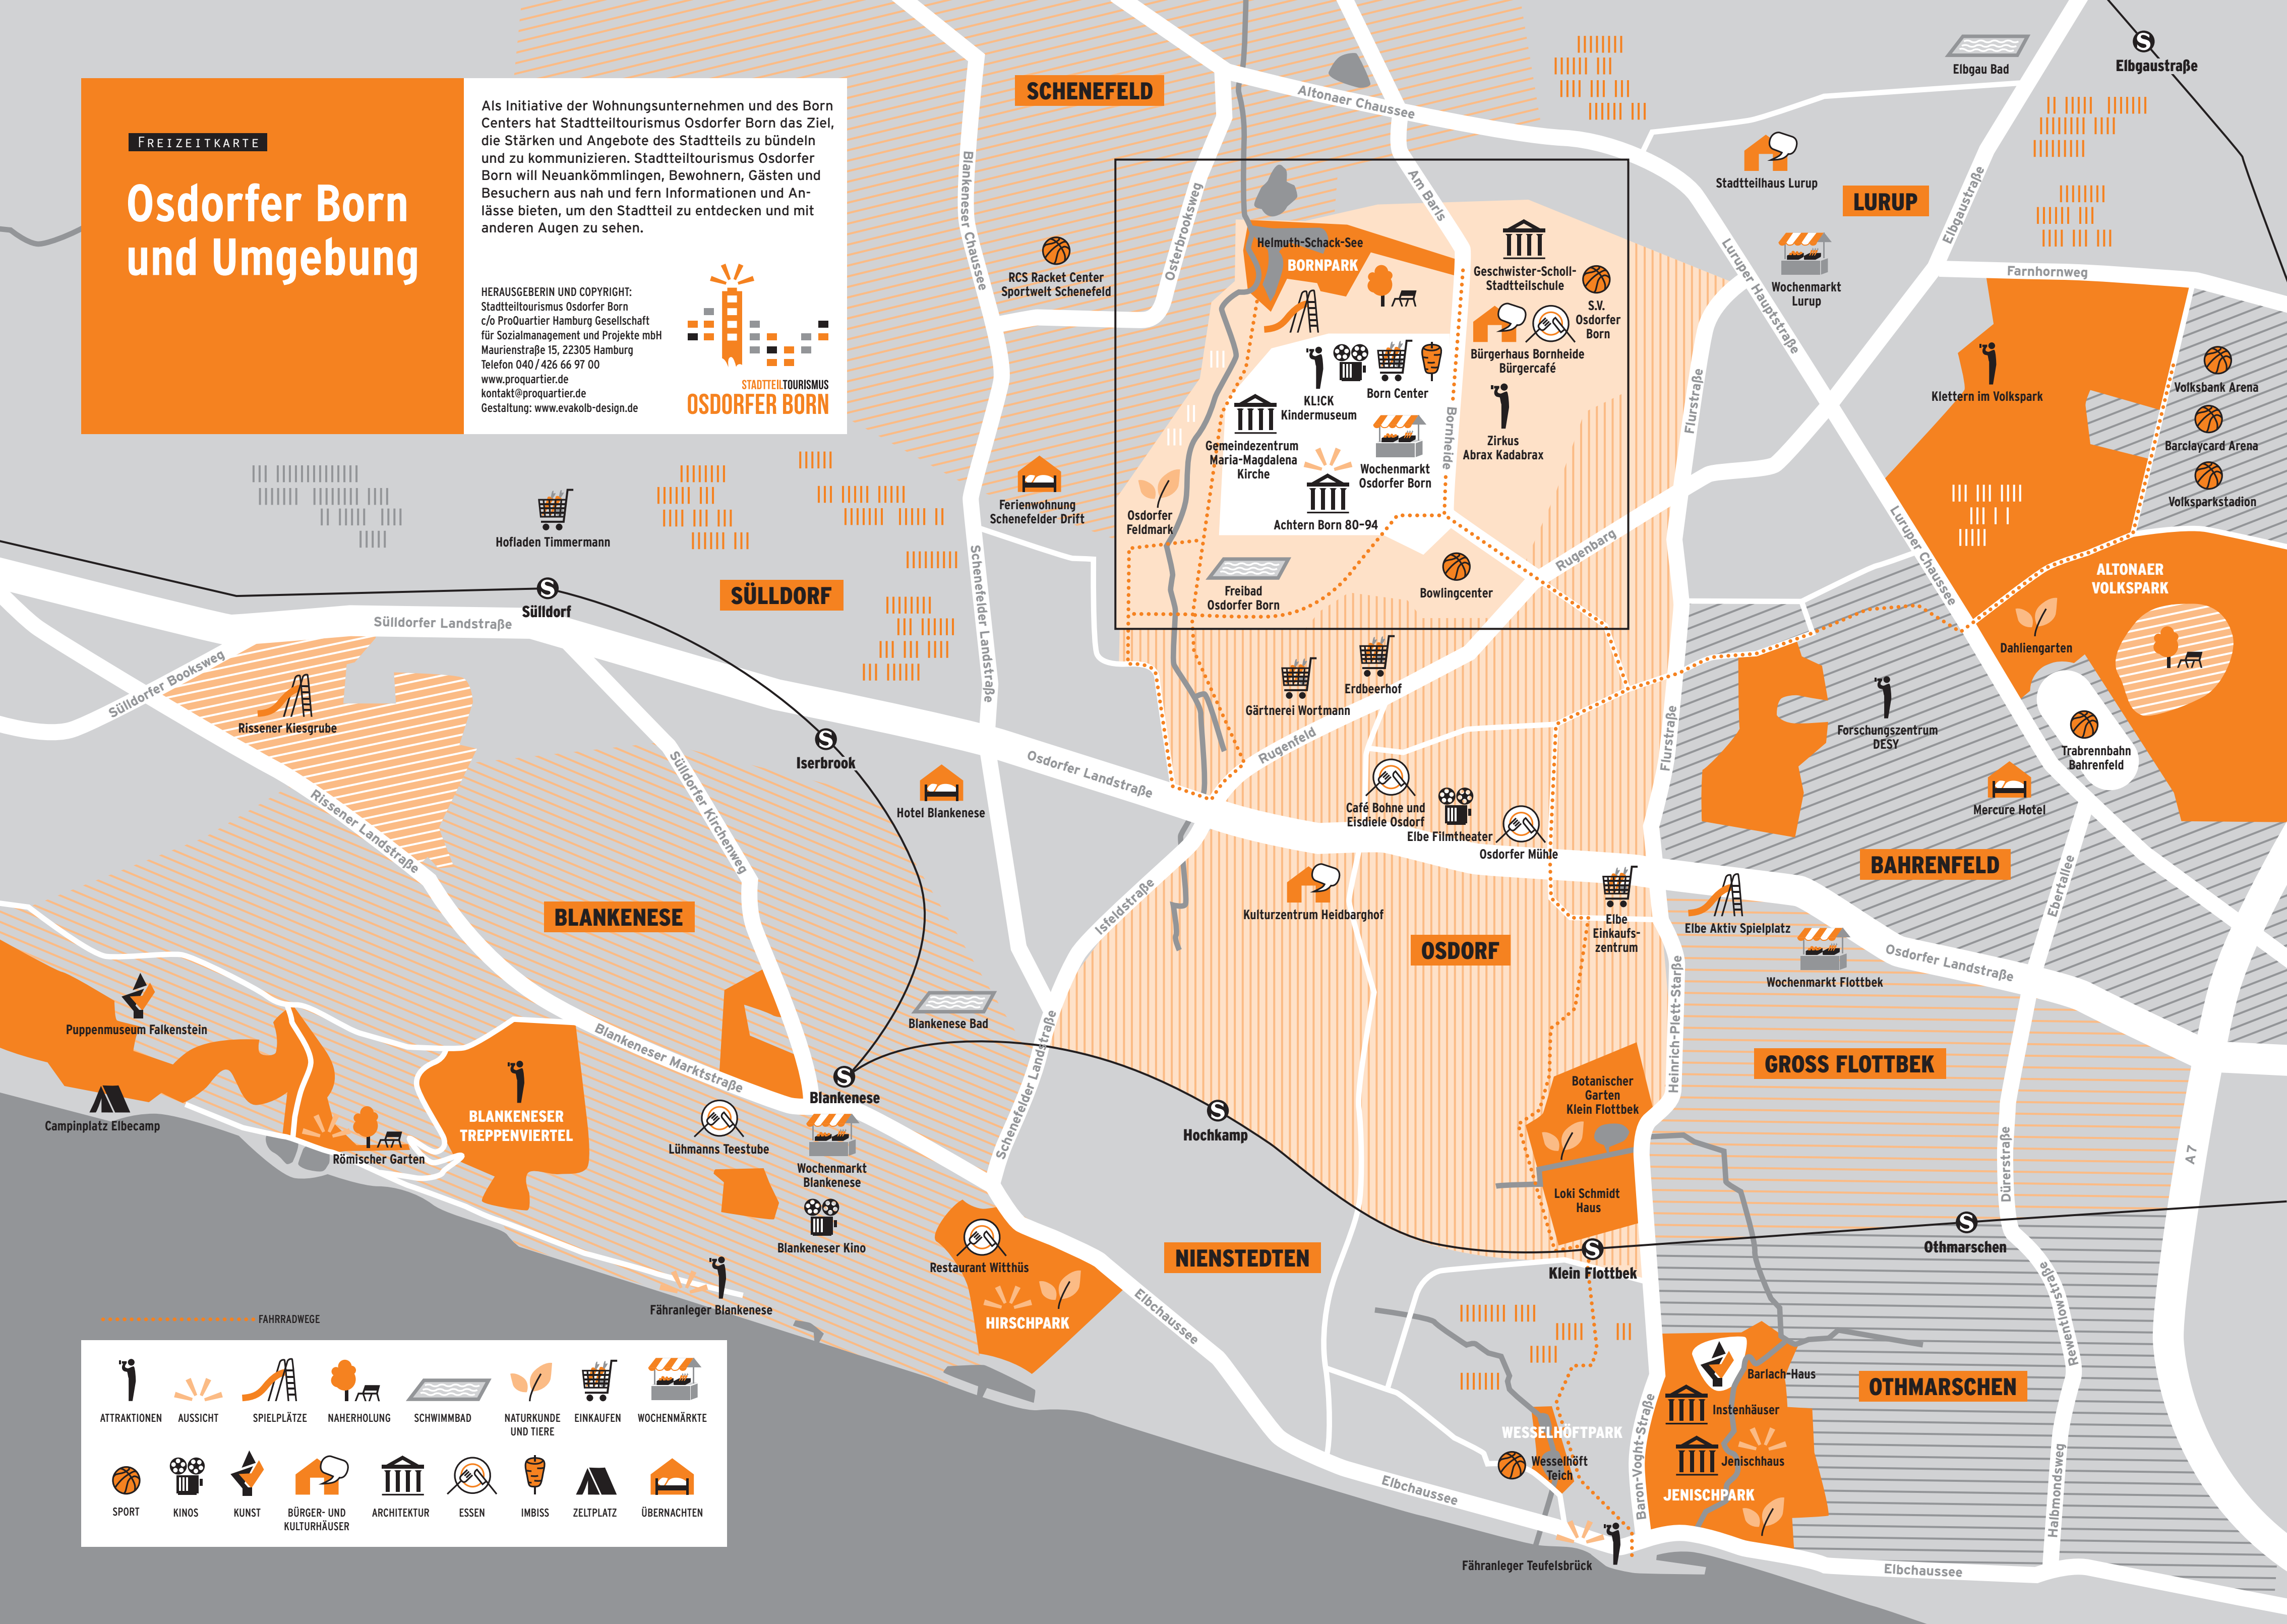 FREIZEITKARTE
Osdorfer Born
und Umgebung
Als Initiative der Wohnungsunternehmen und des Born
Centers hat Stadtteiltourismus Osdorfer Born das Ziel,
die Stärken und Angebote des Stadtteils zu bündeln
und zu kommunizieren. Stadtteiltourismus Osdorfer
Born will Neuankömmlingen, Bewohnern, Gästen und
Besuchern aus nah und fern Informationen und An-
lässe bieten, um den Stadtteil zu entdecken und mit
anderen Augen zu sehen.
HERAUSGEBERIN UND COPYRIGHT:
Stadtteiltourismus Osdorfer Born
c/o ProQuartier Hamburg Gesellschaft
für Sozialmanagement und Projekte mbH
Maurienstraße 15, 22305 Hamburg
Telefon 040/426 66 97 00
www.proquartier.de
kontakt@proquartier.de
Gestaltung: www.evakolb-design.de
STADTTEILTOURISMUS
OSDORFER BORN
SCHENEFELD
Altonaer Chaussee
Elbgau Bad
Elbgaustraße
Stadtteilhaus Lurup
LURUP
Elbgaustraße
Blankeneser Chaussee
Osterbrooksweg
Am Barls
Luruper Hauptstraße
Wochenmarkt
Lurup
Farnhornweg
RCS Racket Center
Sportwelt Schenefeld
Helmuth-Schack-See
BORNPARK
Geschwister-Scholl-
Stadtteilschule
S.V.
Osdorfer
Born
Bürgerhaus Bornheide
Bürgercafé
KL!CK
Kindermuseum
Born Center
Bornheide
Zirkus
Abrax Kadabrax
Gemeindezentrum
Maria-Magdalena
Kirche
Wochenmarkt
Osdorfer Born
Achtern Born 80–94
Osdorfer
Feldmark
Freibad
Osdorfer Born
Bowlingcenter
Rugenbarg
Flurstraße
Klettern im Volkspark
Volksbank Arena
Barclaycard Arena
Volksparkstadion
Luruper Chaussee
ALTONAER
VOLKSPARK
Dahliengarten
Ferienwohnung
Schenefelder Drift
Hofladen Timmermann
SÜLLDORF
Sülldorf
Sülldorfer Landstraße
Schenefelder Landstraße
Sülldorfer Booksweg
Rissener Kiesgrube
Erdbeerhof
Gärtnerei Wortmann
Rugenfeld
Flurstraße
Forschungszentrum
DESY
Trabrennbahn
Bahrenfeld
Mercure Hotel
Iserbrook
Hotel Blankenese
Osdorfer Landstraße
Sülldorfer Kirchenweg
Rissener Landstraße
Café Bohne und
Eisdiele Osdorf
Elbe Filmtheater
Osdorfer Mühle
BAHRENFELD
Ebertallee
BLANKENESE
Isfeldstraße
Kulturzentrum Heidbarghof
OSDORF
Elbe
Einkaufs-
zentrum
Elbe Aktiv Spielplatz
Wochenmarkt Flottbek
Osdorfer Landstraße
Puppenmuseum Falkenstein
Campinplatz Elbecamp
Blankeneser Marktstraße
Blankenese Bad
Schenefelder Landstraße
Heinrich-Plett-Starße
GROSS FLOTTBEK
BLANKENESER
TREPPENVIERTEL
Römischer Garten
Blankenese
Lühmanns Teestube
Wochenmarkt
Blankenese
Blankeneser Kino
Hochkamp
Botanischer
Garten
Klein Flottbek
Loki Schmidt
Haus
Dürerstraße
A 7
Klein Flottbek
Othmarschen
NIENSTEDTEN
Restaurant Witthüs
HIRSCHPARK
Fähranleger Blankenese
Elbchaussee
Rewentlowstraße
OTHMARSCHEN
Barlach-Haus
Instenhäuser
Jenischhaus
JENISCHPARK
WESSELHÖFTPARK
Wesselhöft
Teich
Baron-Voght-Straße
Halbmondsweg
Elbchaussee
Fähranleger Teufelsbrück
Elbchaussee
FAHRRADWEGE
ATTRAKTIONEN
AUSSICHT
SPIELPLÄTZE
NAHERHOLUNG
SCHWIMMBAD
NATURKUNDE
UND TIERE
EINKAUFEN
WOCHENMÄRKTE
SPORT
KINOS
KUNST
BÜRGER- UND
KULTURHÄUSER
ARCHITEKTUR
ESSEN
IMBISS
ZELTPLATZ
ÜBERNACHTEN